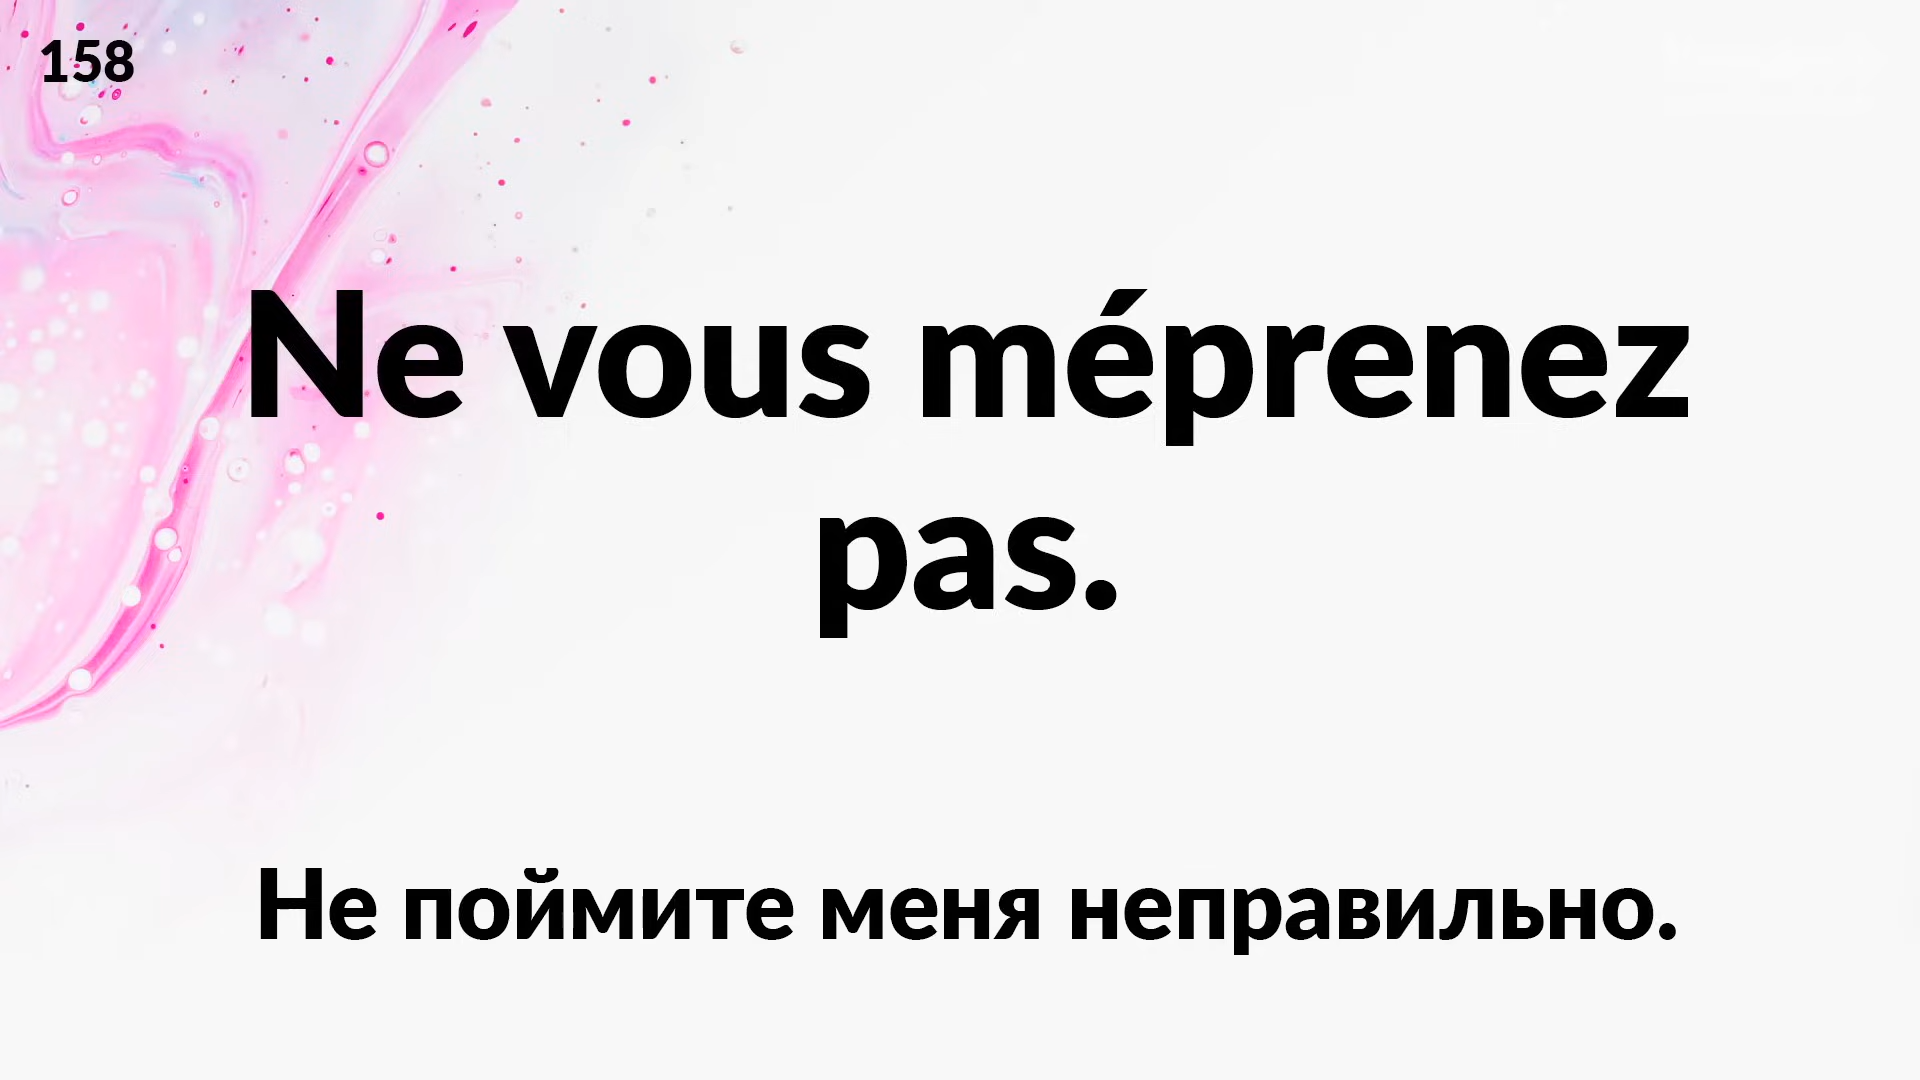 158
Ne vous méprenez
pas.
Не поймите меня неправильно.